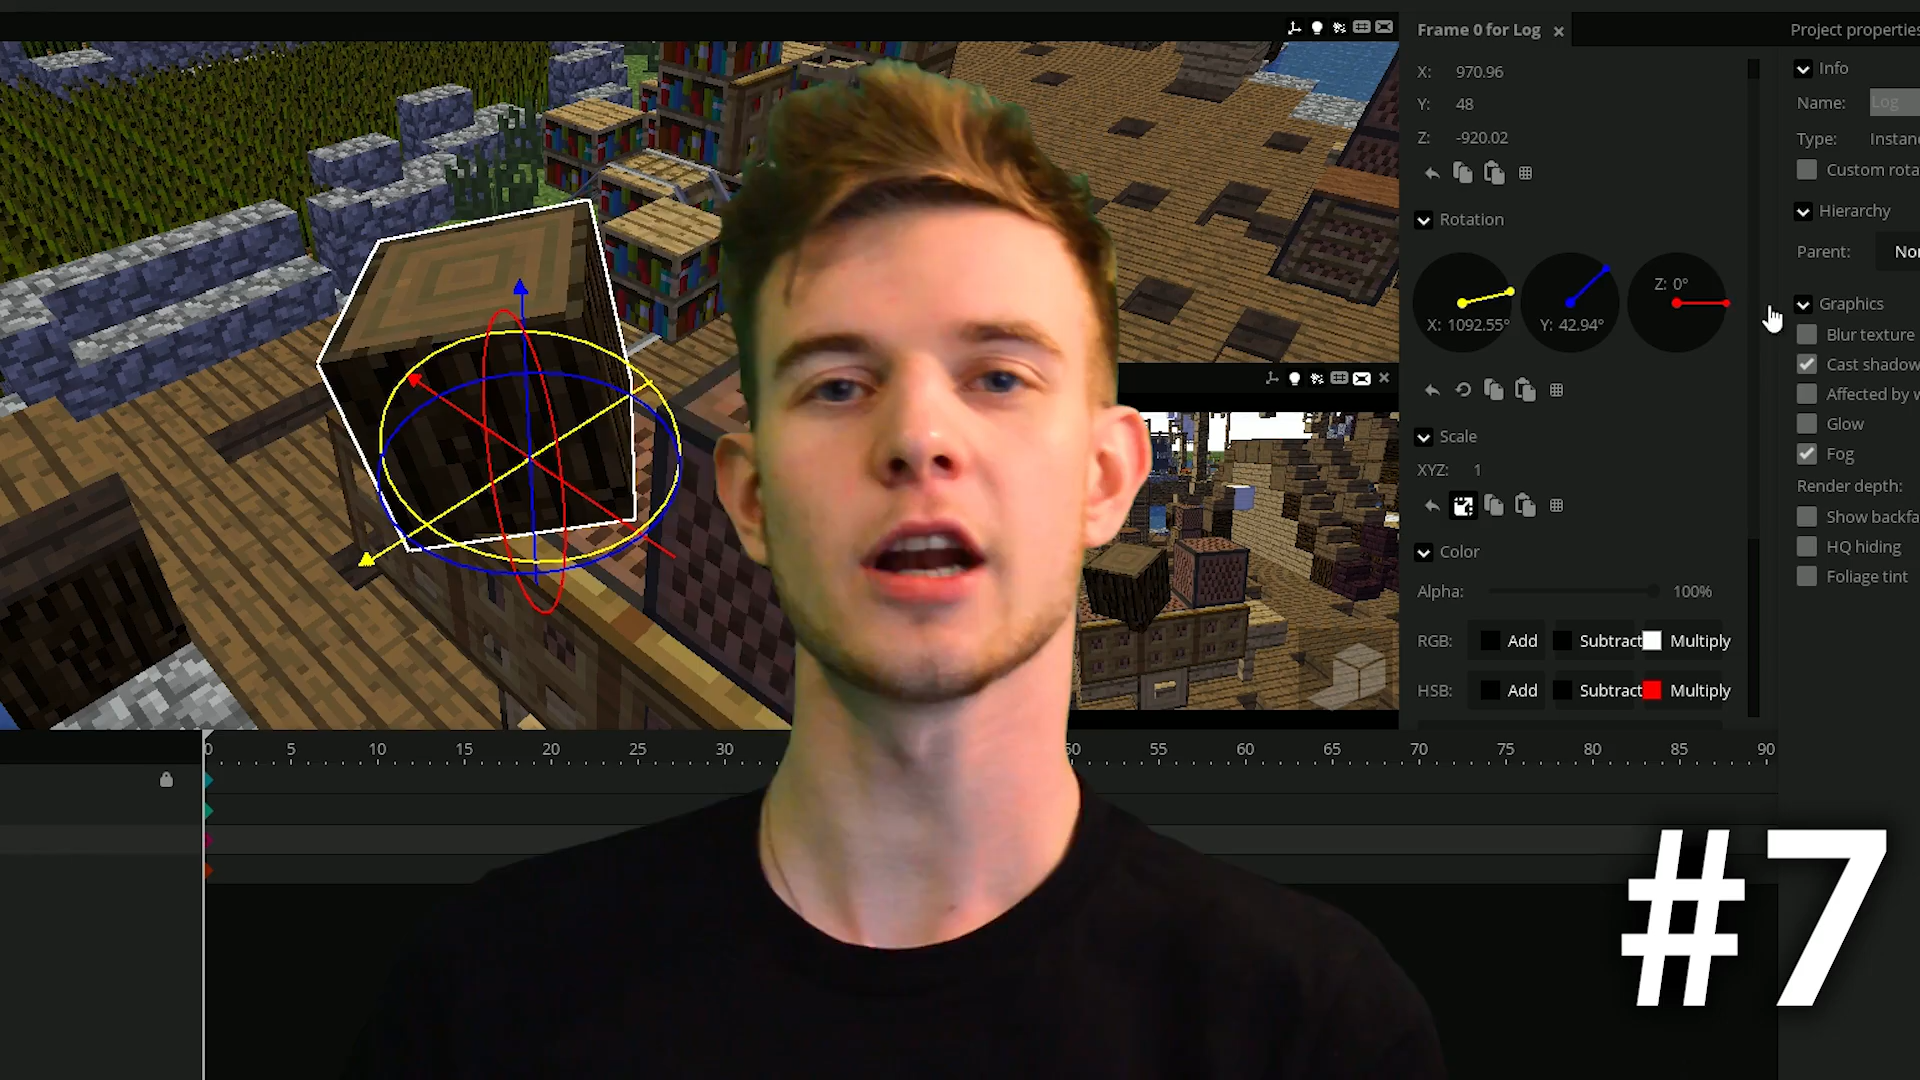 Frame 0 for Log
X: 970.96
Y: 48
Z: -920.02
Rotation
X: 1092.55° Y: 42.94° Z: 0°
Scale
XYZ: 1
Color
Alpha: 100%
RGB: Add Subtract Multiply
HSB: Add Subtract Multiply
Project properties
Info
Name: Log
Type: Instan
Custom rota
Hierarchy
Parent: Non
Graphics
Blur texture
Cast shadow
Affected by w
Glow
Fog
Render depth:
Show backfa
HQ hiding
Foliage tint
0 5 10 15 20 25 30 50 55 60 65 70 75 80 85 90
#7